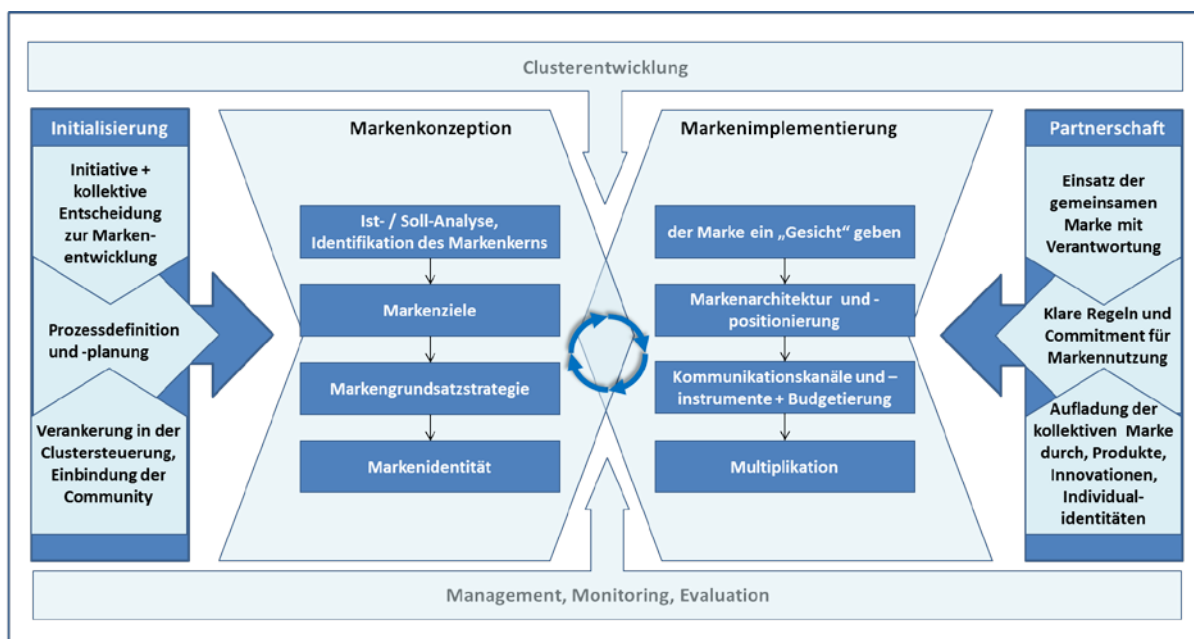 Clusterentwicklung
Initialisierung
Initiative +
kollektive
Entscheidung
zur Marken-
entwicklung
Prozessdefinition
und -planung
Verankerung in der
Clustersteuerung,
Einbindung der
Community
Markenkonzeption
Ist- / Soll-Analyse,
Identifikation des Markenkerns
Markenziele
Markengrundsatzstrategie
Markenidentität
Markenimplementierung
der Marke ein „Gesicht“ geben
Markenarchitektur und -
positionierung
Kommunikationskanäle und –
instrumente + Budgetierung
Multiplikation
Partnerschaft
Einsatz der
gemeinsamen
Marke mit
Verantwortung
Klare Regeln und
Commitment für
Markennutzung
Aufladung der
kollektiven Marke
durch, Produkte,
Innovationen,
Individual-
identitäten
Management, Monitoring, Evaluation